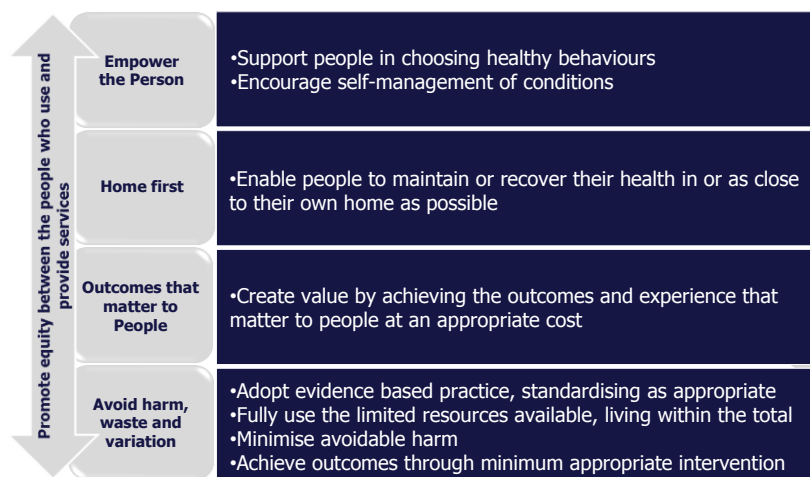 Promote equity between the people who use and
provide services
Empower
the Person
•Support people in choosing healthy behaviours
•Encourage self-management of conditions
Home first
•Enable people to maintain or recover their health in or as close
to their own home as possible
Outcomes that
matter to
People
•Create value by achieving the outcomes and experience that
matter to people at an appropriate cost
Avoid harm,
waste and
variation
•Adopt evidence based practice, standardising as appropriate
•Fully use the limited resources available, living within the total
•Minimise avoidable harm
•Achieve outcomes through minimum appropriate intervention